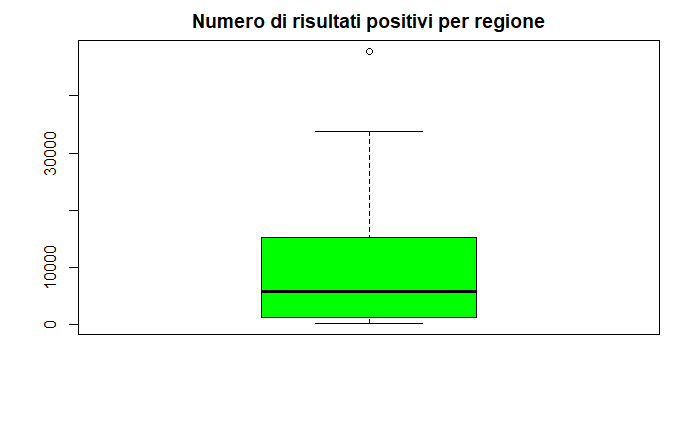 Numero di risultati positivi per regione
30000
10000
0